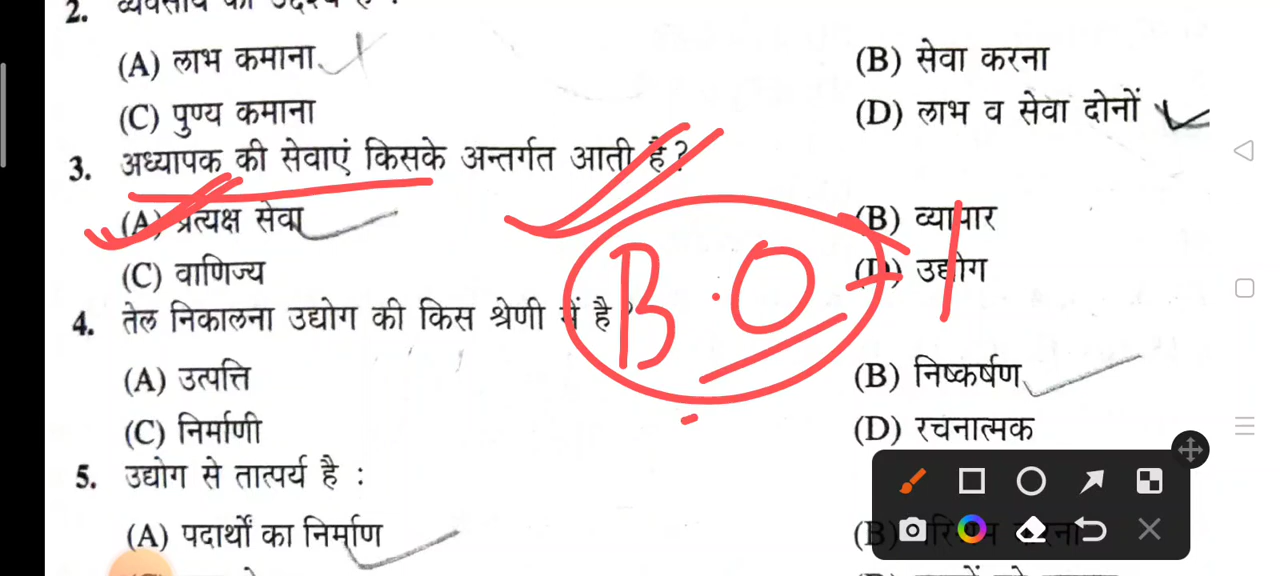 2. व्यवसाय का उद्देश्य है :
(A) लाभ कमाना (B) सेवा करना
(C) पुण्य कमाना (D) लाभ व सेवा दोनों
3. अध्यापक की सेवाएं किसके अन्तर्गत आती है ?
(A) प्रत्यक्ष सेवा (B) व्यापार
(C) वाणिज्य (D) उद्योग
B.O
4. तेल निकालना उद्योग की किस श्रेणी में है ?
(A) उत्पत्ति (B) निष्कर्षण
(C) निर्माणी (D) रचनात्मक
5. उद्योग से तात्पर्य है :
(A) पदार्थों का निर्माण (B)